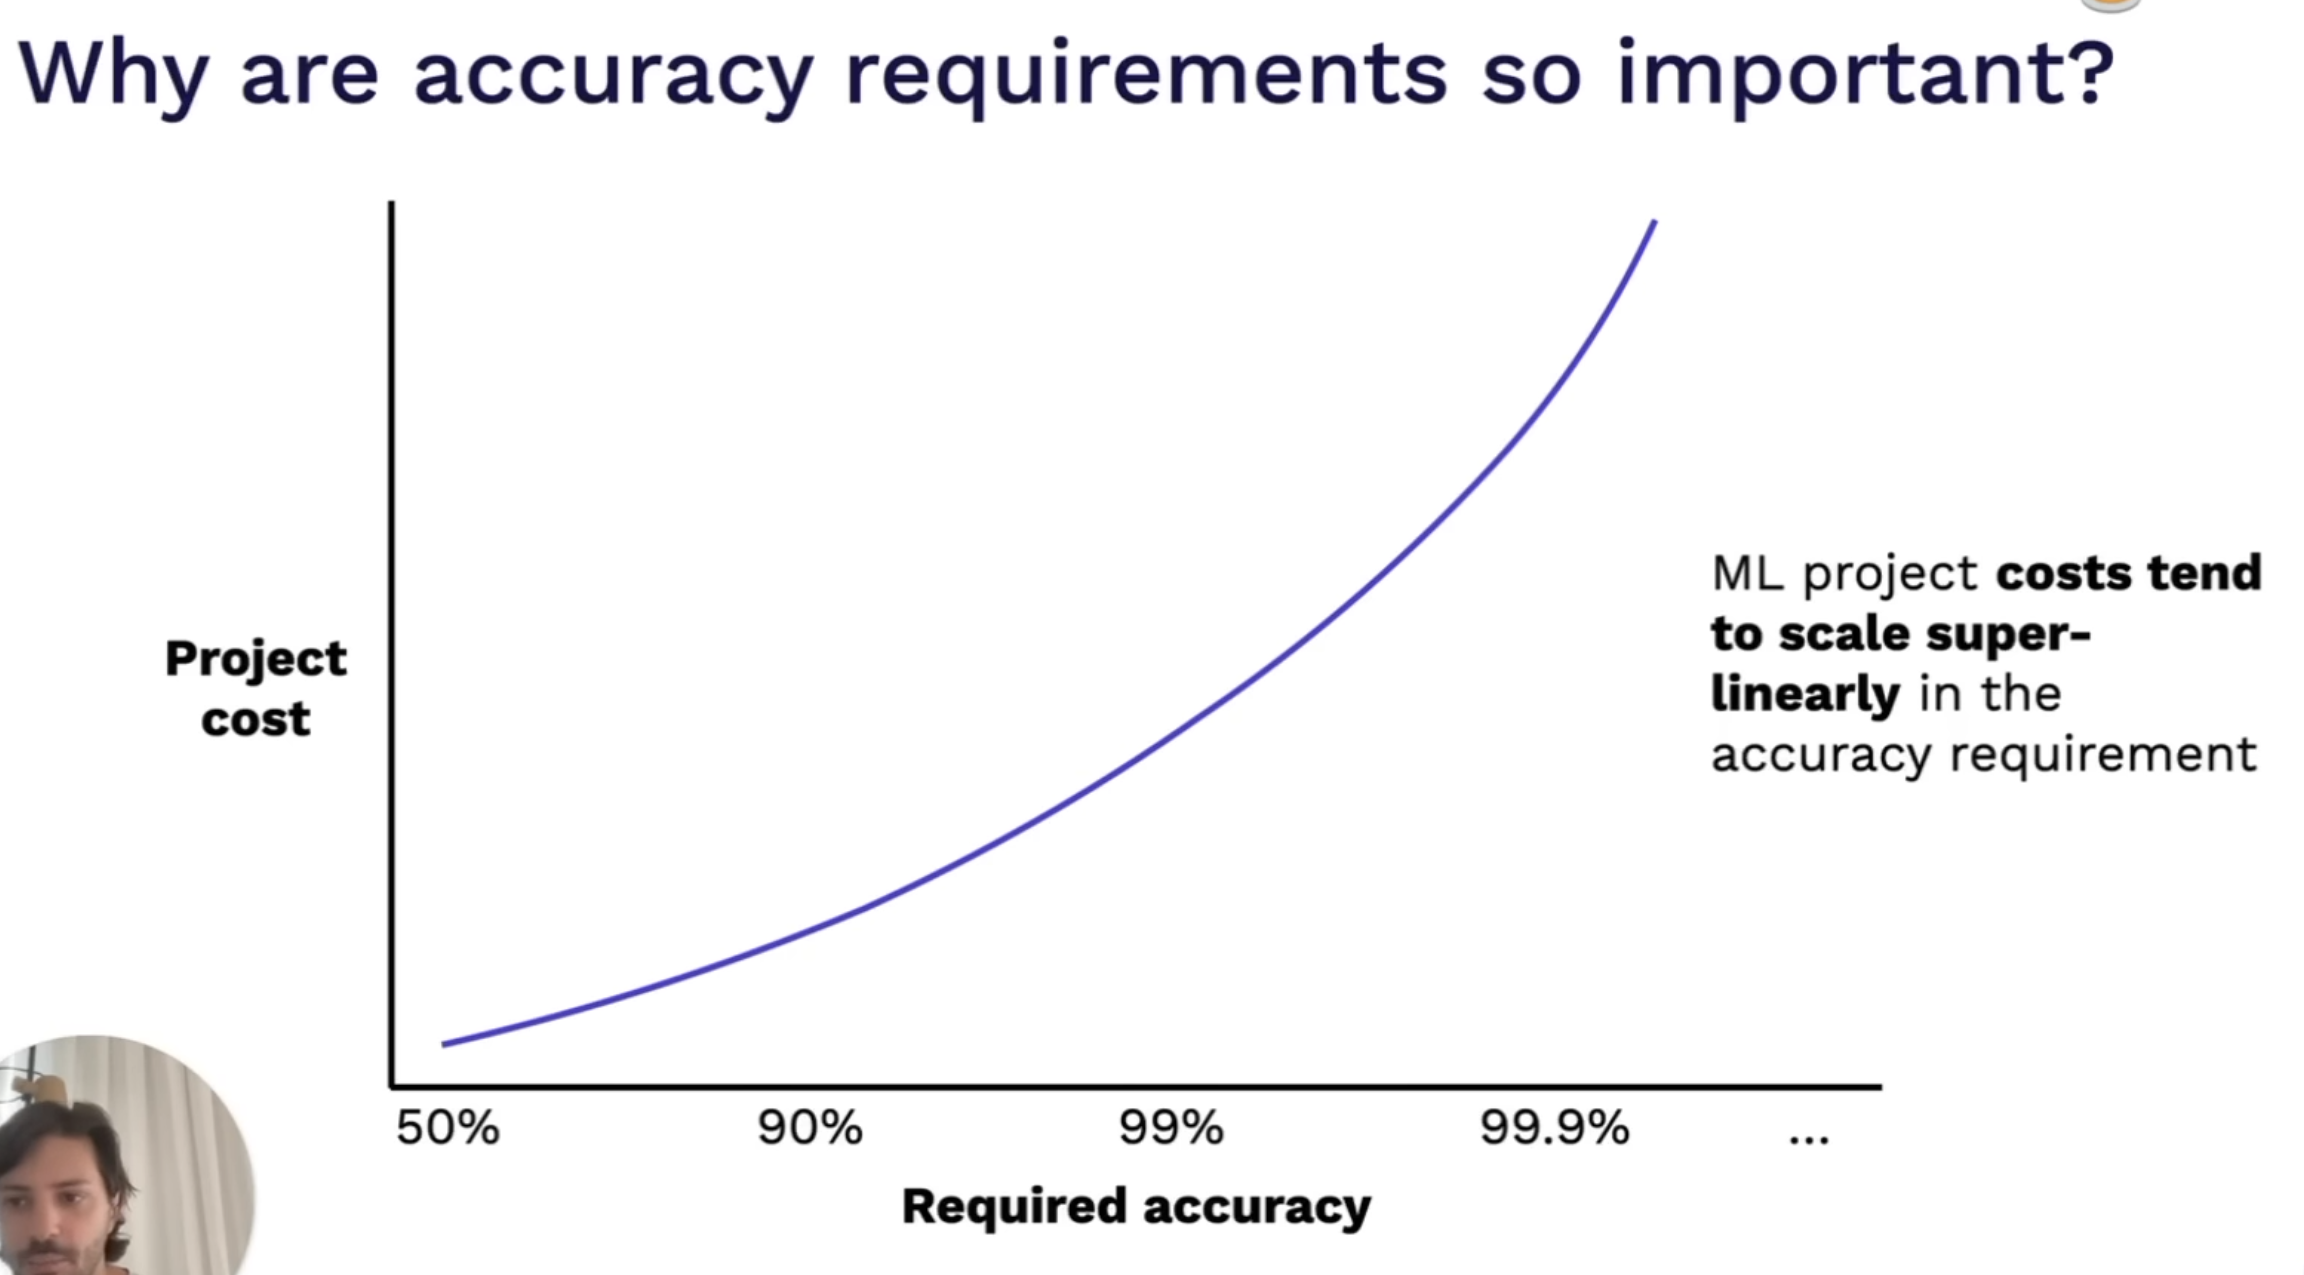 Why are accuracy requirements so important?
Project
cost
ML project costs tend
to scale super-
linearly in the
accuracy requirement
50% 90% 99% 99.9% ...
Required accuracy